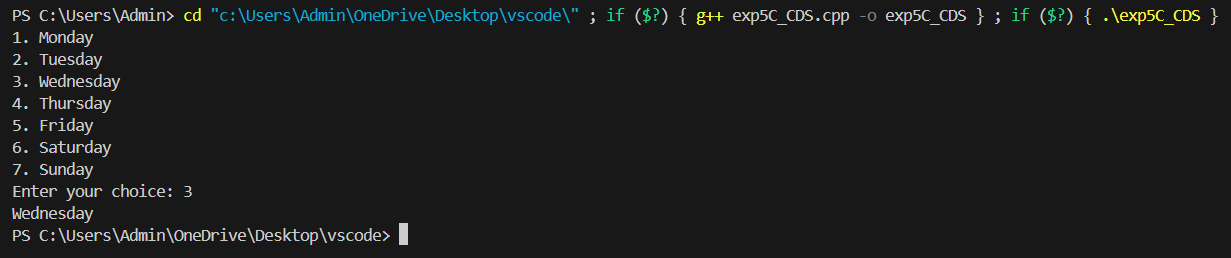 PS C:\Users\Admin> cd "c:\Users\Admin\OneDrive\Desktop\vscode\" ; if ($?) { g++ exp5C_CDS.cpp -o exp5C_CDS } ; if ($?) { .\exp5C_CDS }
1. Monday
2. Tuesday
3. Wednesday
4. Thursday
5. Friday
6. Saturday
7. Sunday
Enter your choice: 3
Wednesday
PS C:\Users\Admin\OneDrive\Desktop\vscode>